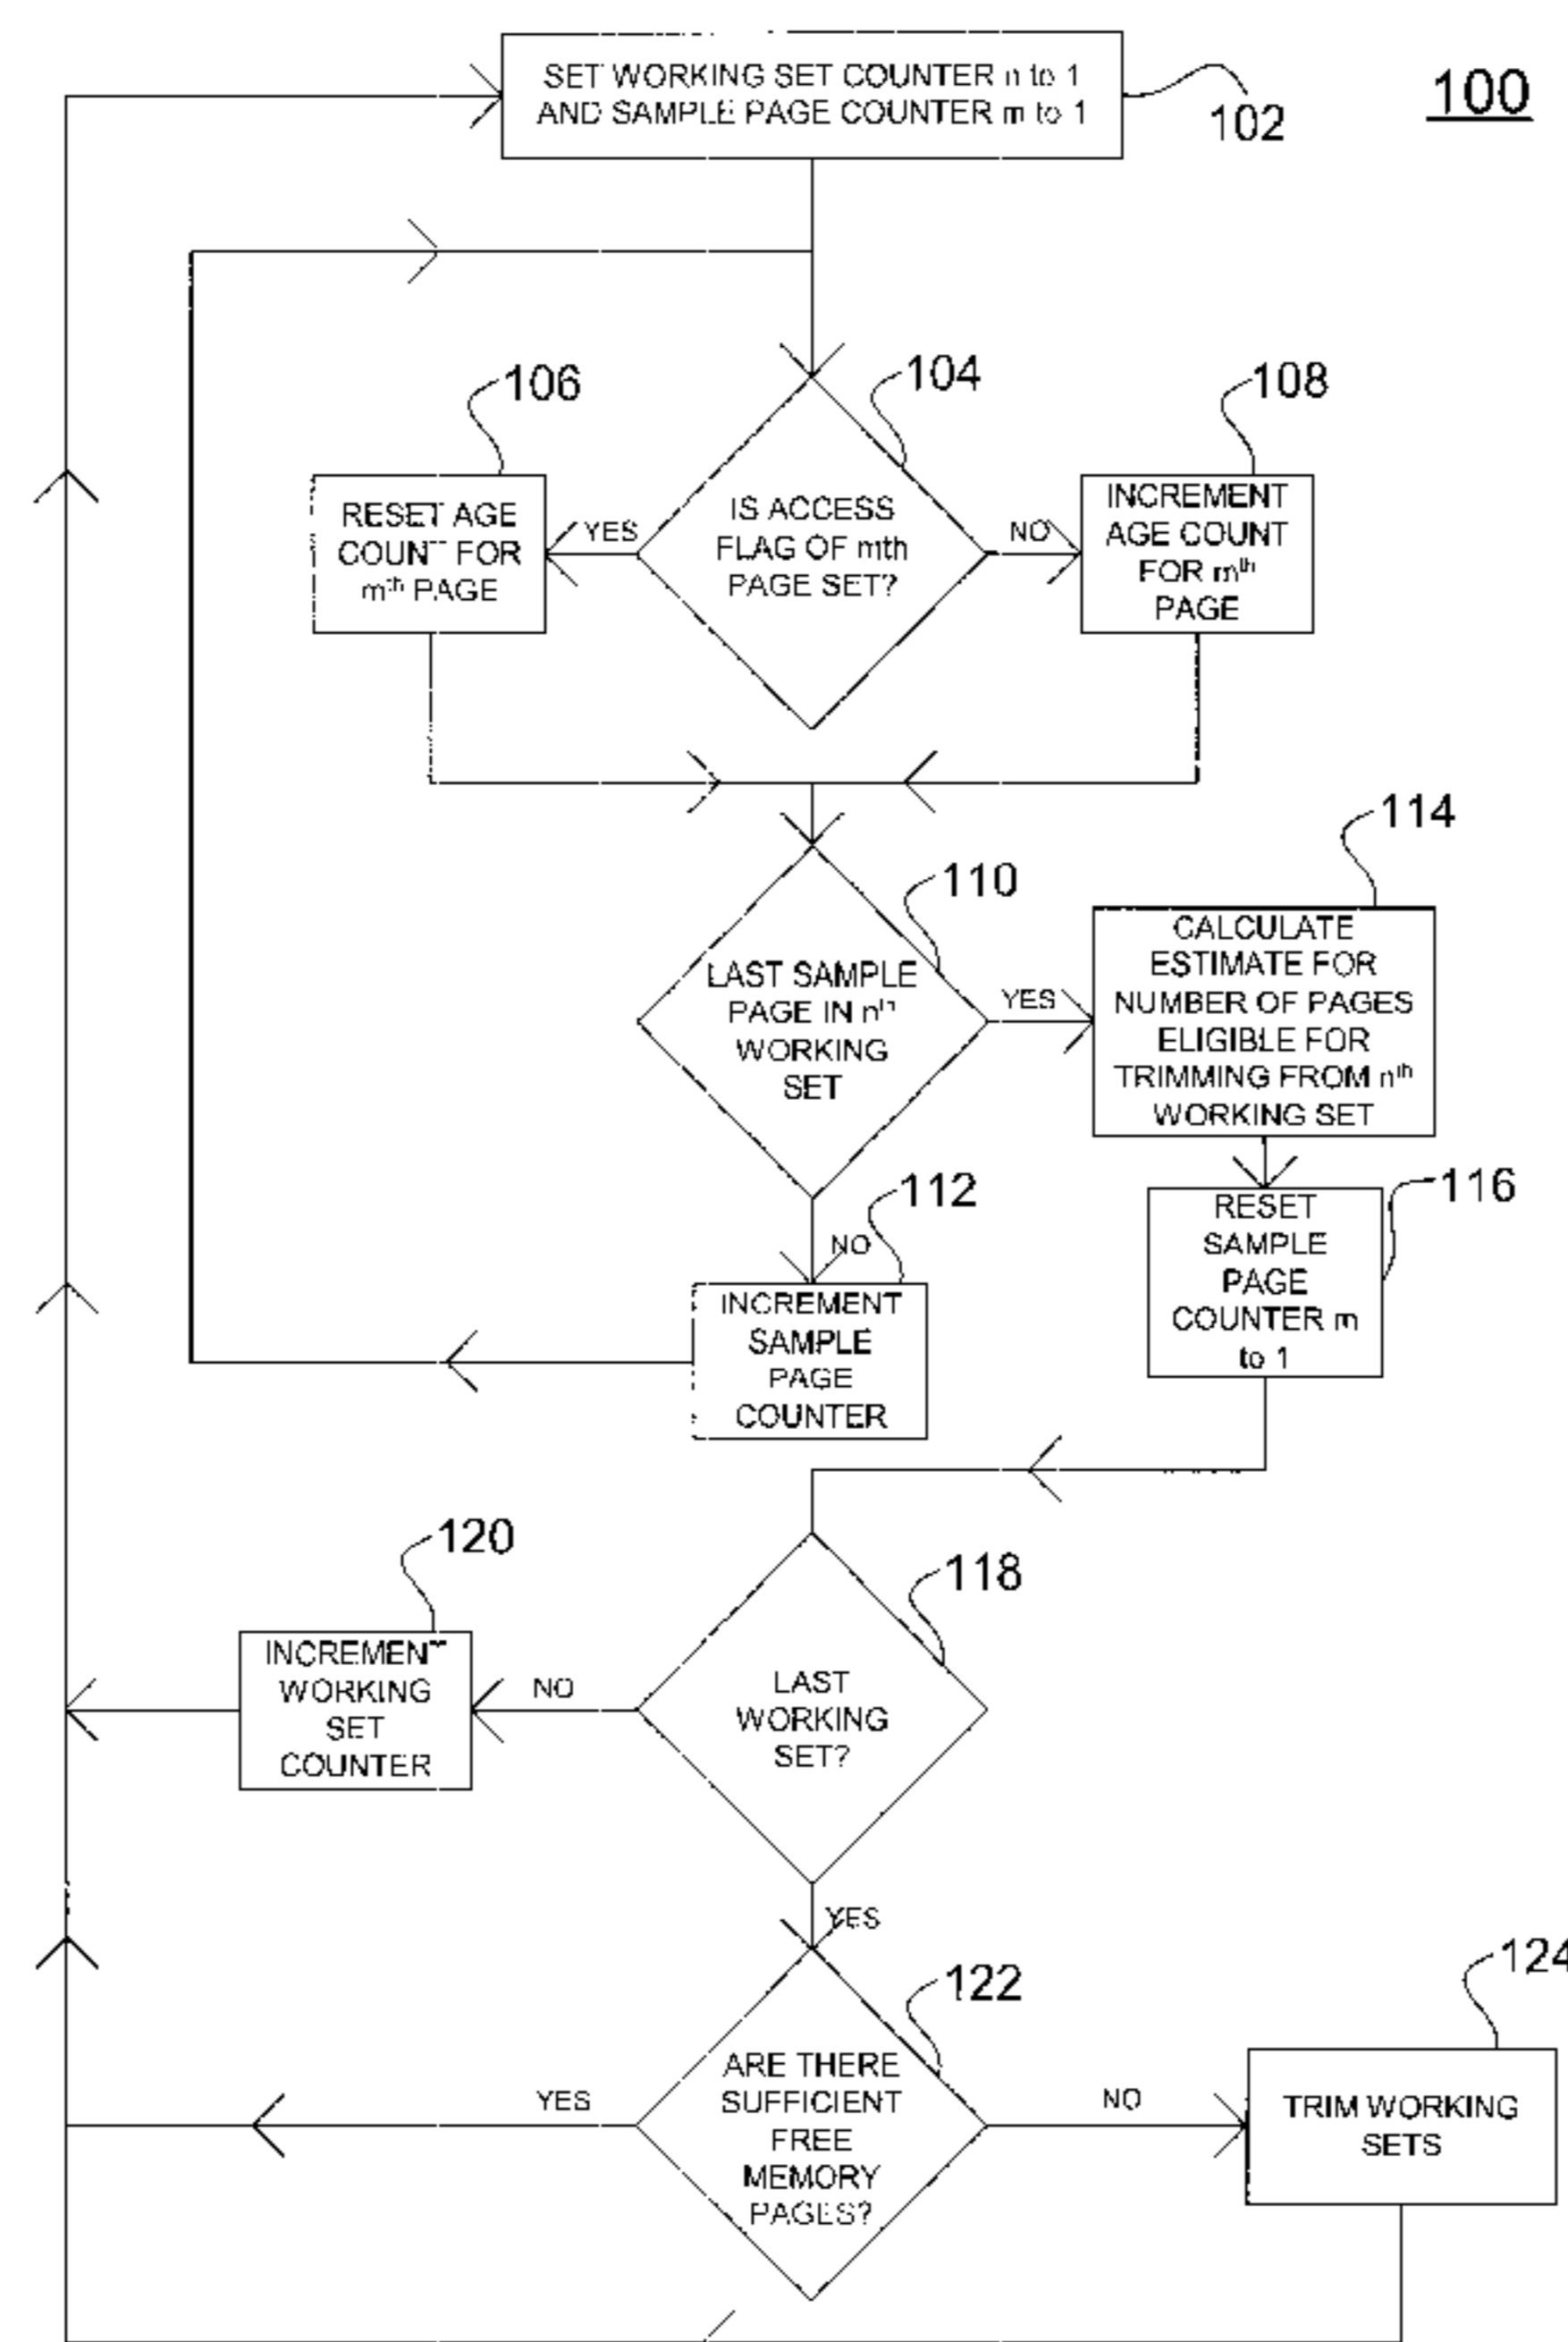 SET WORKING SET COUNTER n to 1
AND SAMPLE PAGE COUNTER m to 1
102
100
104
106
108
RESET AGE
COUNT FOR
mth PAGE
YES
IS ACCESS
FLAG OF mth
PAGE SET?
NO
INCREMENT
AGE COUNT
FOR mth
PAGE
110
114
LAST SAMPLE
PAGE IN nth
WORKING
SET
YES
CALCULATE
ESTIMATE FOR
NUMBER OF PAGES
ELIGIBLE FOR
TRIMMING FROM nth
WORKING SET
112
116
NO
INCREMENT
SAMPLE
PAGE
COUNTER
RESET
SAMPLE
PAGE
COUNTER m
to 1
120
118
INCREMENT
WORKING
SET
COUNTER
NO
LAST
WORKING
SET?
YES
122
124
YES
ARE THERE
SUFFICIENT
FREE
MEMORY
PAGES?
NO
TRIM WORKING
SETS